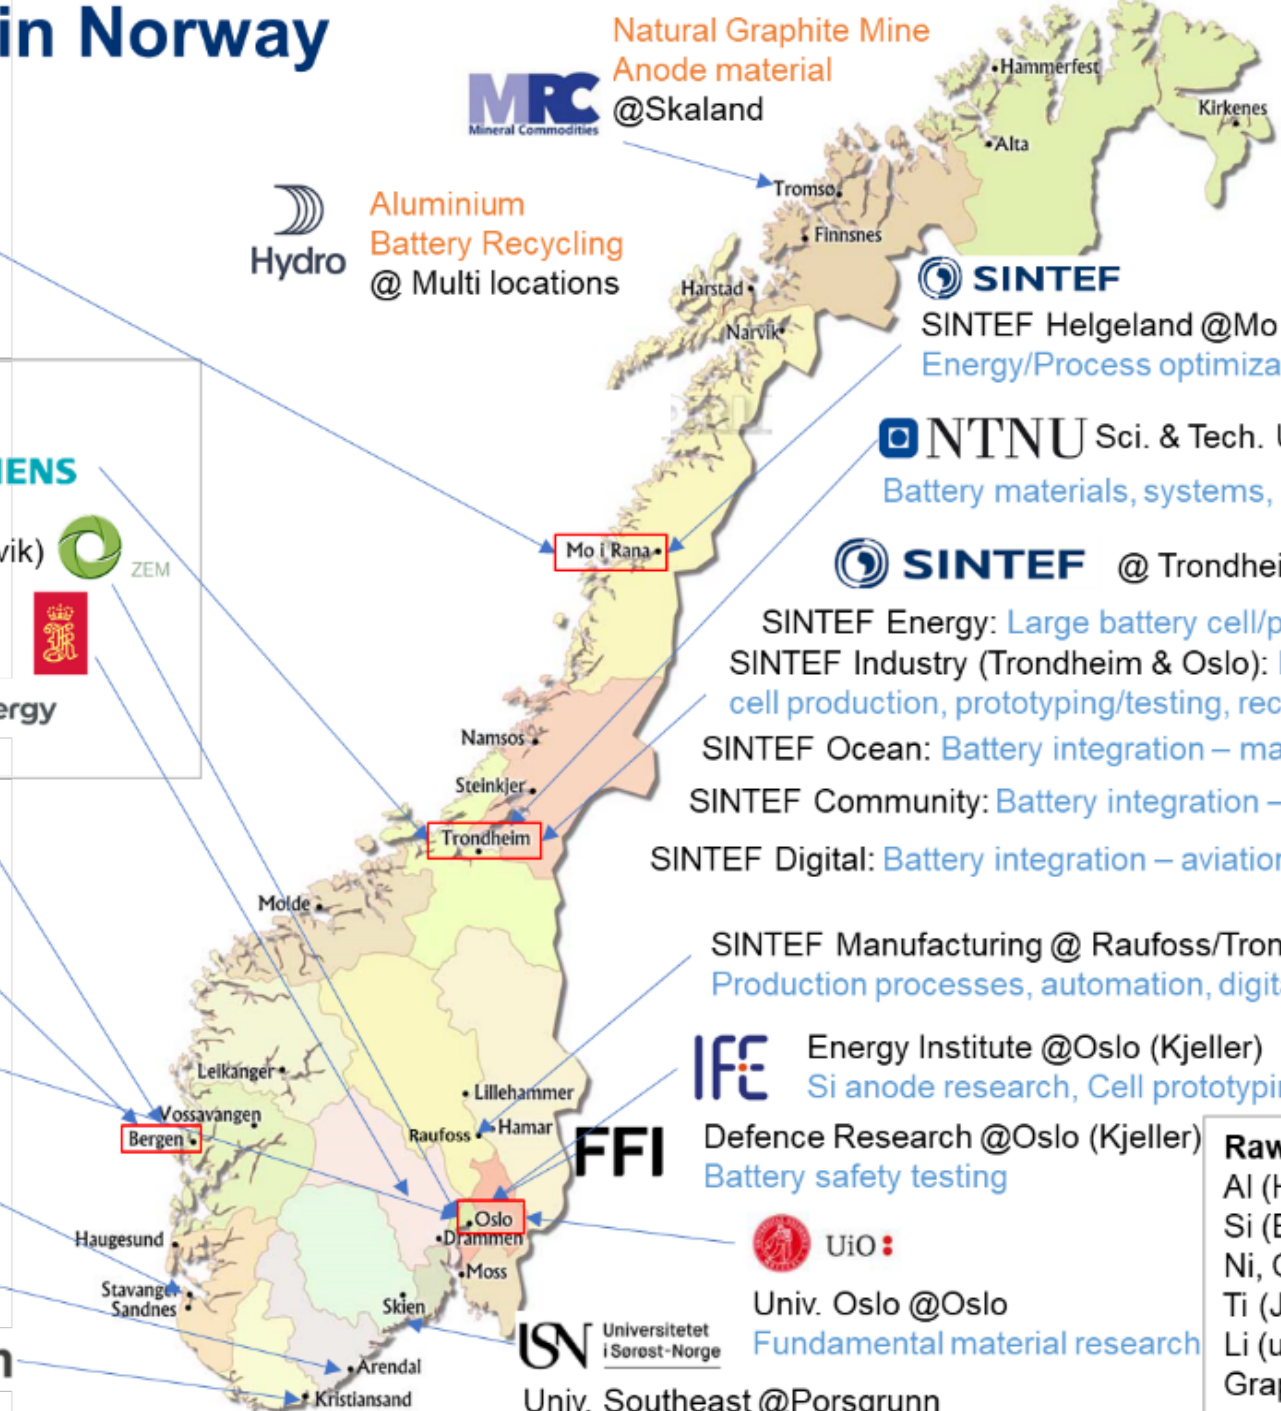 in Norway
Natural Graphite Mine
Anode material
@Skaland
MRC
Mineral Commodities
Hammerfest
Kirkenes
Alta
Tromsø
Finnsnes
Harstad
Narvik
Hydro
Aluminium
Battery Recycling
@ Multi locations
SINTEF
SINTEF Helgeland @Mo
Energy/Process optimiza
NTNU Sci. & Tech. U
Battery materials, systems,
IENS
vik)
ZEM
ergy
Mo i Rana
SINTEF @ Trondhei
SINTEF Energy: Large battery cell/p
SINTEF Industry (Trondheim & Oslo):
cell production, prototyping/testing, rec
SINTEF Ocean: Battery integration – ma
SINTEF Community: Battery integration –
SINTEF Digital: Battery integration – aviation
Namsos
Steinkjer
Trondheim
Molde
SINTEF Manufacturing @ Raufoss/Tron
Production processes, automation, digita
IFE
Energy Institute @Oslo (Kjeller)
Si anode research, Cell prototypin
FFI
Defence Research @Oslo (Kjeller)
Battery safety testing
Leikanger
Vossavangen
Bergen
Lillehammer
Hamar
Raufoss
Oslo
Drammen
Moss
Haugesund
Stavanger
Sandnes
Skien
Arendal
Kristiansand
UiO:
Univ. Oslo @Oslo
Fundamental material research
USN Universitetet
i Sørøst-Norge
Univ. Southeast @Porsgrunn
Raw
Al (H
Si (E
Ni, C
Ti (J
Li (u
Grap